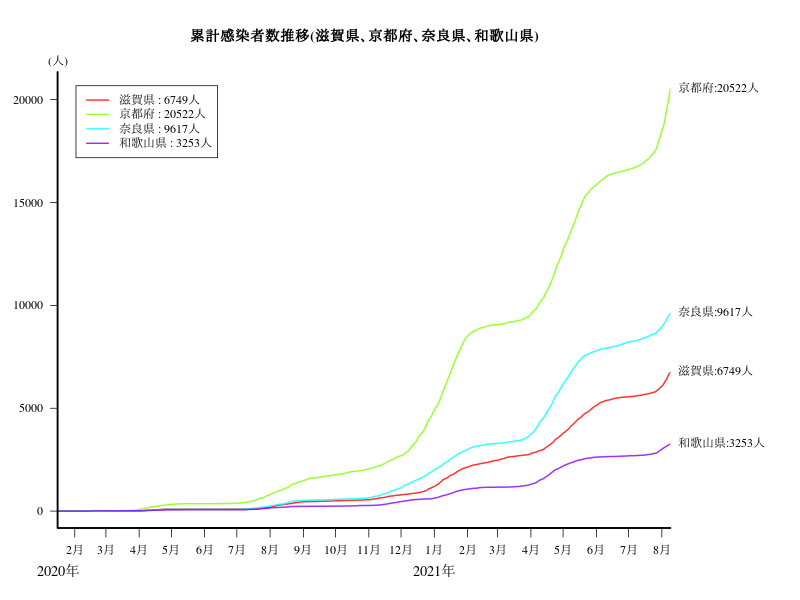 累計感染者数推移(滋賀県、京都府、奈良県、和歌山県)
(人)
滋賀県 : 6749人
京都府 : 20522人
奈良県 : 9617人
和歌山県 : 3253人
京都府:20522人
奈良県:9617人
滋賀県:6749人
和歌山県:3253人
20000
15000
10000
5000
0
2月 3月 4月 5月 6月 7月 8月 9月 10月 11月 12月 1月 2月 3月 4月 5月 6月 7月 8月
2020年 2021年